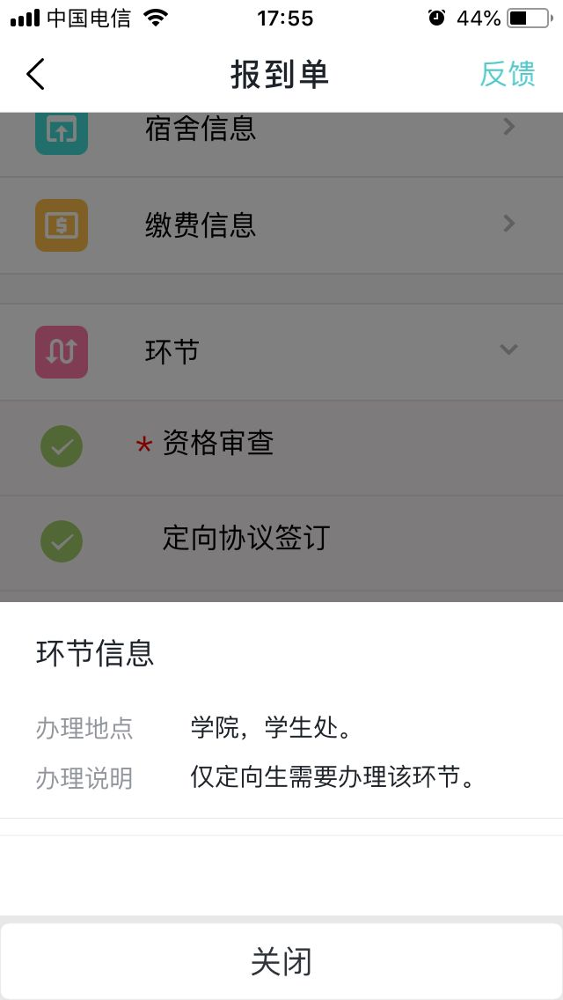 中国电信 17:55 44%
报到单 反馈
宿舍信息
缴费信息
环节
* 资格审查
定向协议签订
环节信息
办理地点 学院，学生处。
办理说明 仅定向生需要办理该环节。
关闭